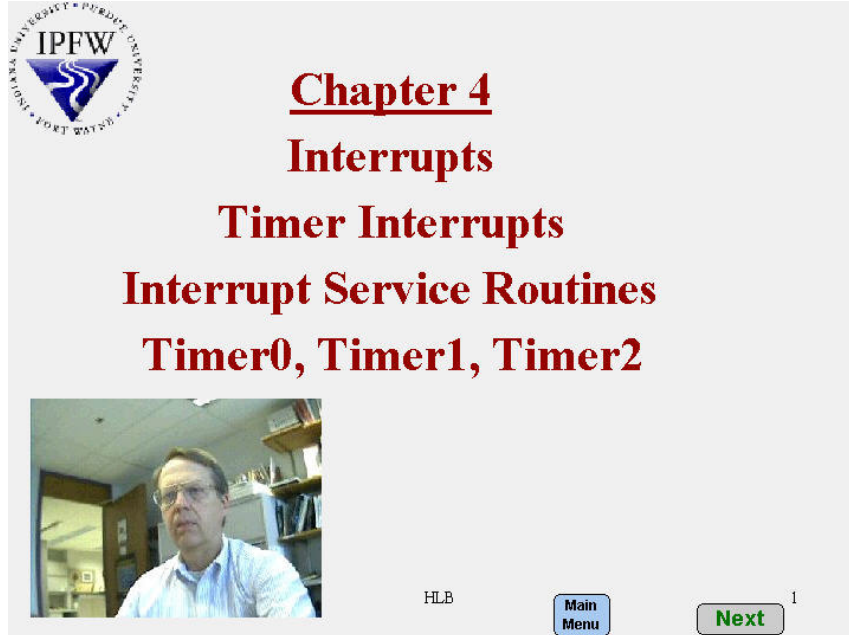 INDIANA UNIVERSITY • PURDUE UNIVERSITY • FORT WAYNE •
IPFW
Chapter 4
Interrupts
Timer Interrupts
Interrupt Service Routines
Timer0, Timer1, Timer2
HLB
Main
Menu
Next
1